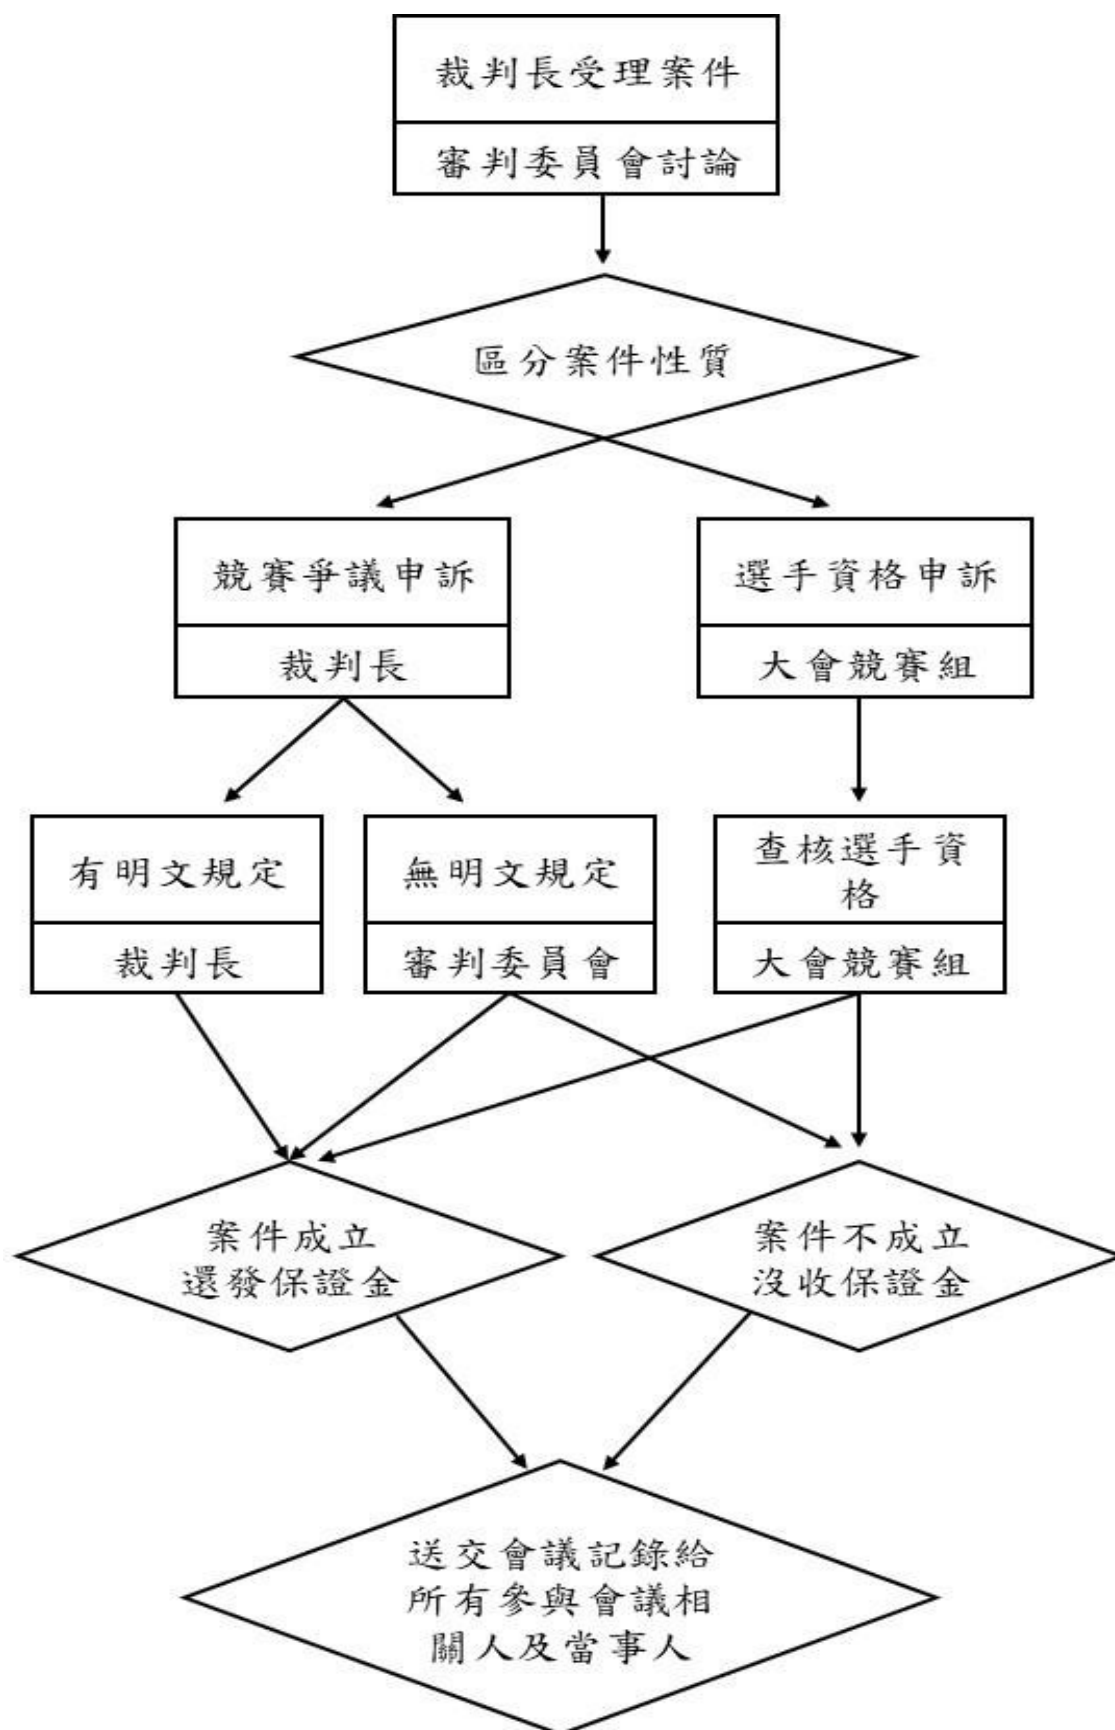 裁判長受理案件
審判委員會討論
區分案件性質
競賽爭議申訴
裁判長
選手資格申訴
大會競賽組
有明文規定
裁判長
無明文規定
審判委員會
查核選手資
格
大會競賽組
案件成立
還發保證金
案件不成立
沒收保證金
送交會議記錄給
所有參與會議相
關人及當事人